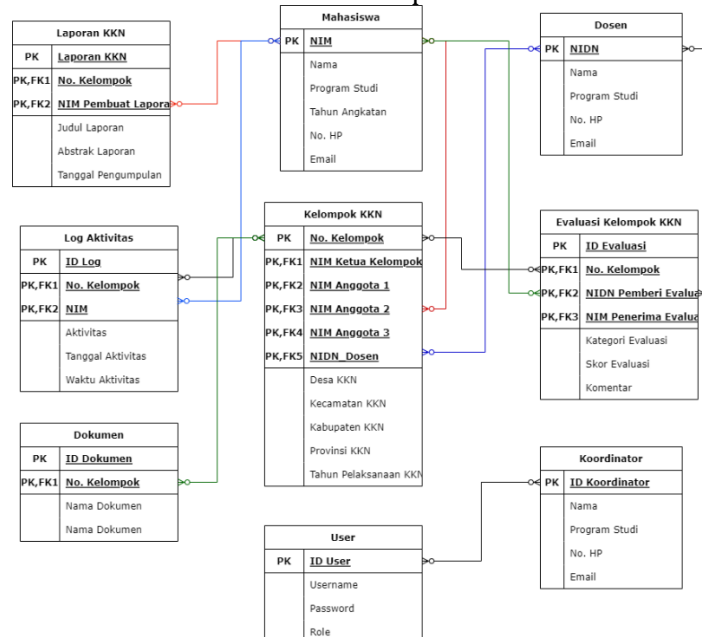 Mahasiswa
PK NIM
Nama
Program Studi
Tahun Angkatan
No. HP
Email
Dosen
PK NIDN
Nama
Program Studi
No. HP
Email
Laporan KKN
PK Laporan KKN
PK,FK1 No. Kelompok
PK,FK2 NIM Pembuat Lapora
Judul Laporan
Abstrak Laporan
Tanggal Pengumpulan
Log Aktivitas
PK ID Log
PK,FK1 No. Kelompok
PK,FK2 NIM
Aktivitas
Tanggal Aktivitas
Waktu Aktivitas
Kelompok KKN
PK No. Kelompok
PK,FK1 NIM Ketua Kelompok
PK,FK2 NIM Anggota 1
PK,FK3 NIM Anggota 2
PK,FK4 NIM Anggota 3
PK,FK5 NIDN_Dosen
Desa KKN
Kecamatan KKN
Kabupaten KKN
Provinsi KKN
Tahun Pelaksanaan KKN
Evaluasi Kelompok KKN
PK ID Evaluasi
PK,FK1 No. Kelompok
PK,FK2 NIDN Pemberi Evalua
PK,FK3 NIM Penerima Evalua
Kategori Evaluasi
Skor Evaluasi
Komentar
Dokumen
PK ID Dokumen
PK,FK1 No. Kelompok
Nama Dokumen
Nama Dokumen
User
PK ID User
Username
Password
Role
Koordinator
PK ID Koordinator
Nama
Program Studi
No. HP
Email